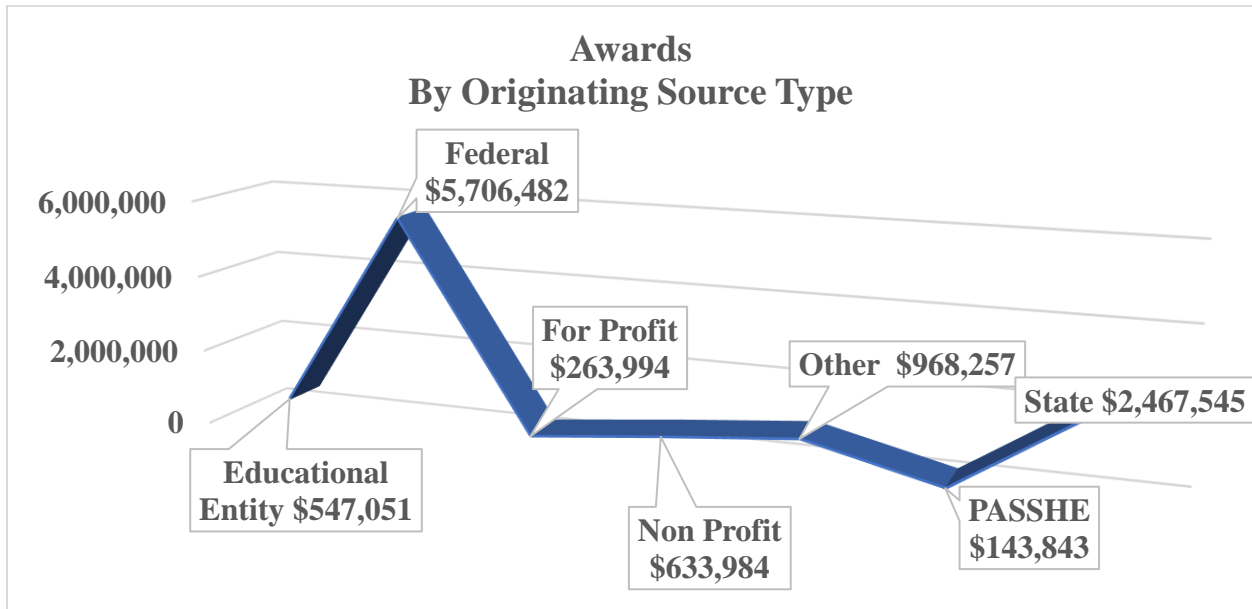 Awards
By Originating Source Type
6,000,000
4,000,000
2,000,000
0
Educational
Entity $547,051
Federal
$5,706,482
For Profit
$263,994
Non Profit
$633,984
Other  $968,257
PASSHE
$143,843
State $2,467,545